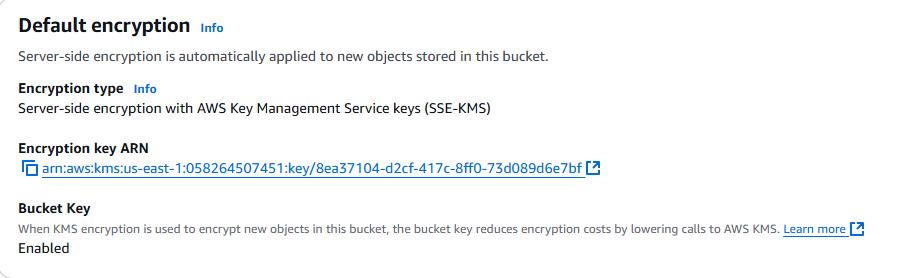 Default encryption Info
Server-side encryption is automatically applied to new objects stored in this bucket.
Encryption type Info
Server-side encryption with AWS Key Management Service keys (SSE-KMS)
Encryption key ARN
arn:aws:kms:us-east-1:058264507451:key/8ea37104-d2cf-417c-8ff0-73d089d6e7bf
Bucket Key
When KMS encryption is used to encrypt new objects in this bucket, the bucket key reduces encryption costs by lowering calls to AWS KMS. Learn more
Enabled